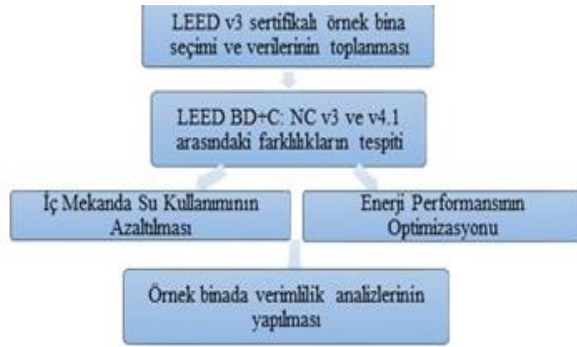 LEED v3 sertifikalı örnek bina
seçimi ve verilerinin toplanması
LEED BD+C: NC v3 ve v4.1
arasındaki farklılıkların tespiti
İç Mekanda Su Kullanımının
Azaltılması
Enerji Performansının
Optimizasyonu
Örnek binada verimlilik analizlerinin
yapılması